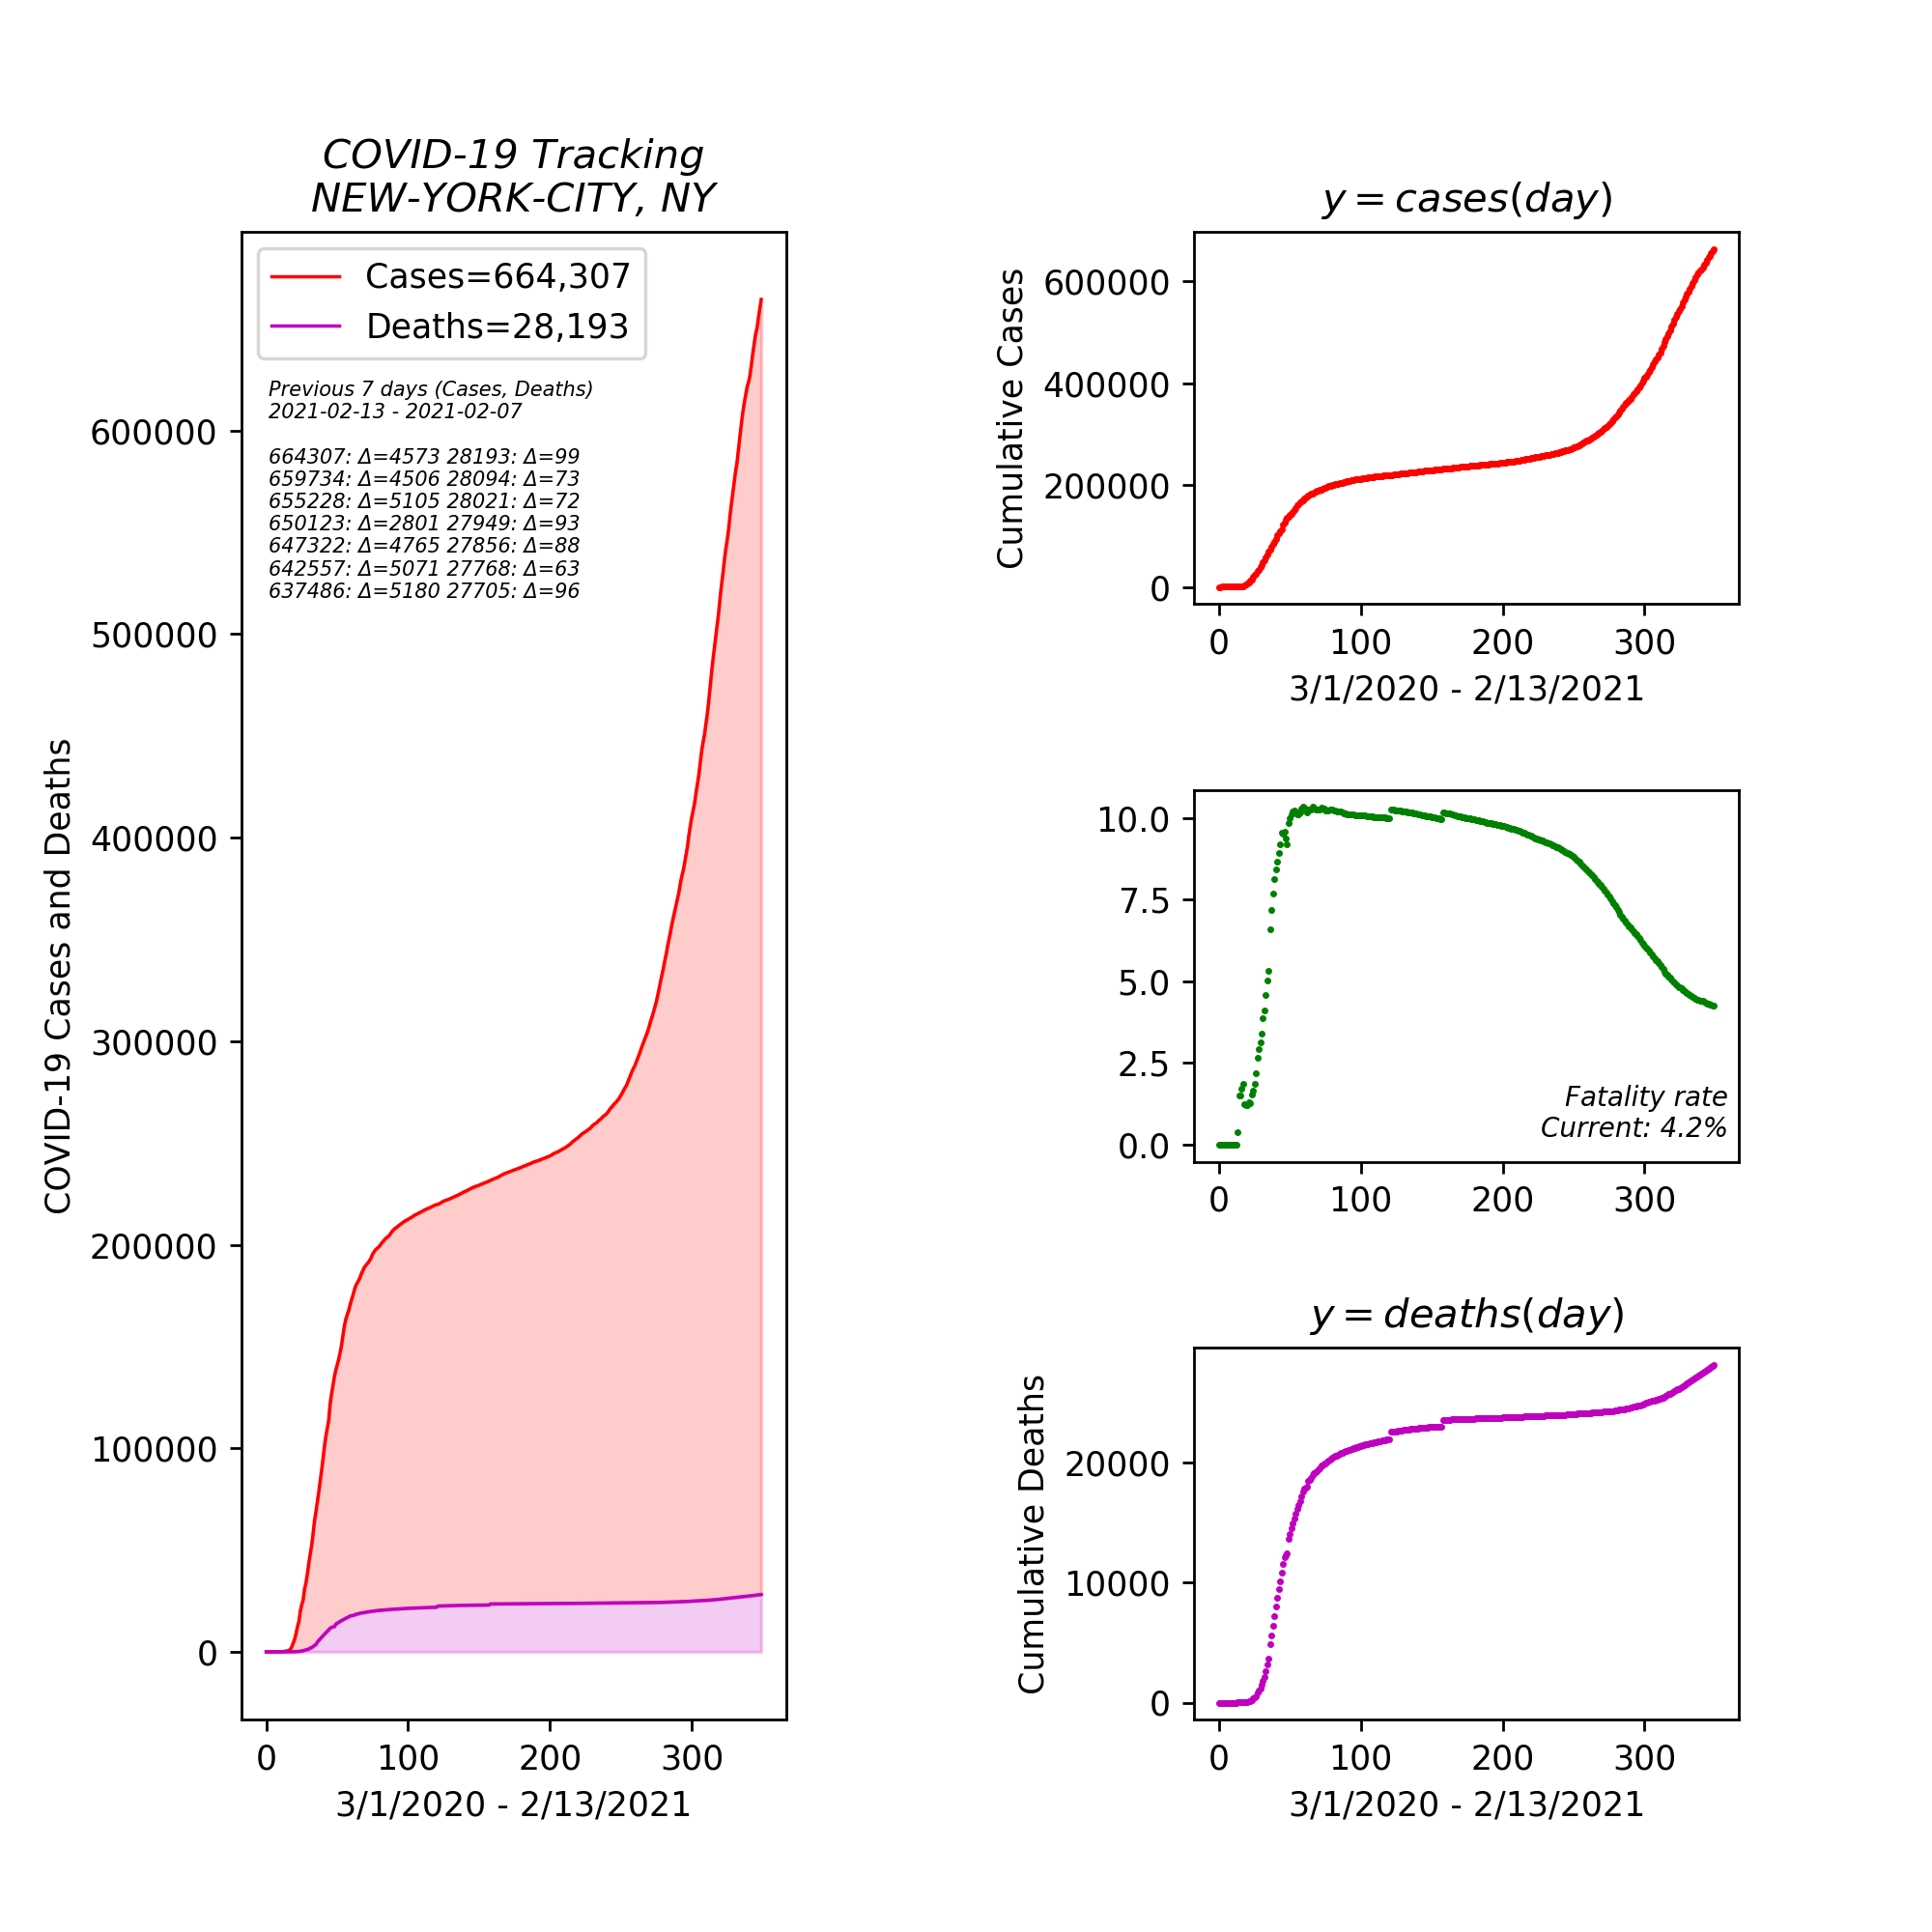 COVID-19 Tracking
NEW-YORK-CITY, NY
Cases=664,307
Deaths=28,193
Previous 7 days (Cases, Deaths)
2021-02-13 - 2021-02-07
664307: Δ=4573 28193: Δ=99
659734: Δ=4506 28094: Δ=73
655228: Δ=5105 28021: Δ=72
650123: Δ=2801 27949: Δ=93
647322: Δ=4765 27856: Δ=88
642557: Δ=5071 27768: Δ=63
637486: Δ=5180 27705: Δ=96
COVID-19 Cases and Deaths
600000
500000
400000
300000
200000
100000
0
0 100 200 300
3/1/2020 - 2/13/2021
y = cases(day)
Cumulative Cases
600000
400000
200000
0
0 100 200 300
3/1/2020 - 2/13/2021
10.0
7.5
5.0
2.5
0.0
Fatality rate
Current: 4.2%
0 100 200 300
y = deaths(day)
Cumulative Deaths
20000
10000
0
0 100 200 300
3/1/2020 - 2/13/2021